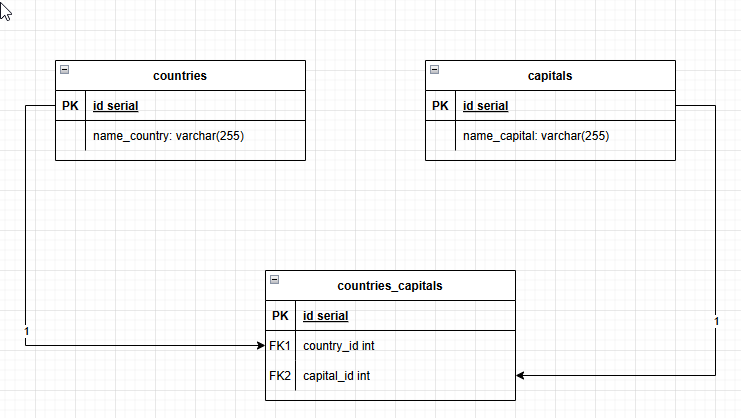 countries
PK id serial
name_country: varchar(255)
capitals
PK id serial
name_capital: varchar(255)
countries_capitals
PK id serial
FK1 country_id int
FK2 capital_id int
1
1